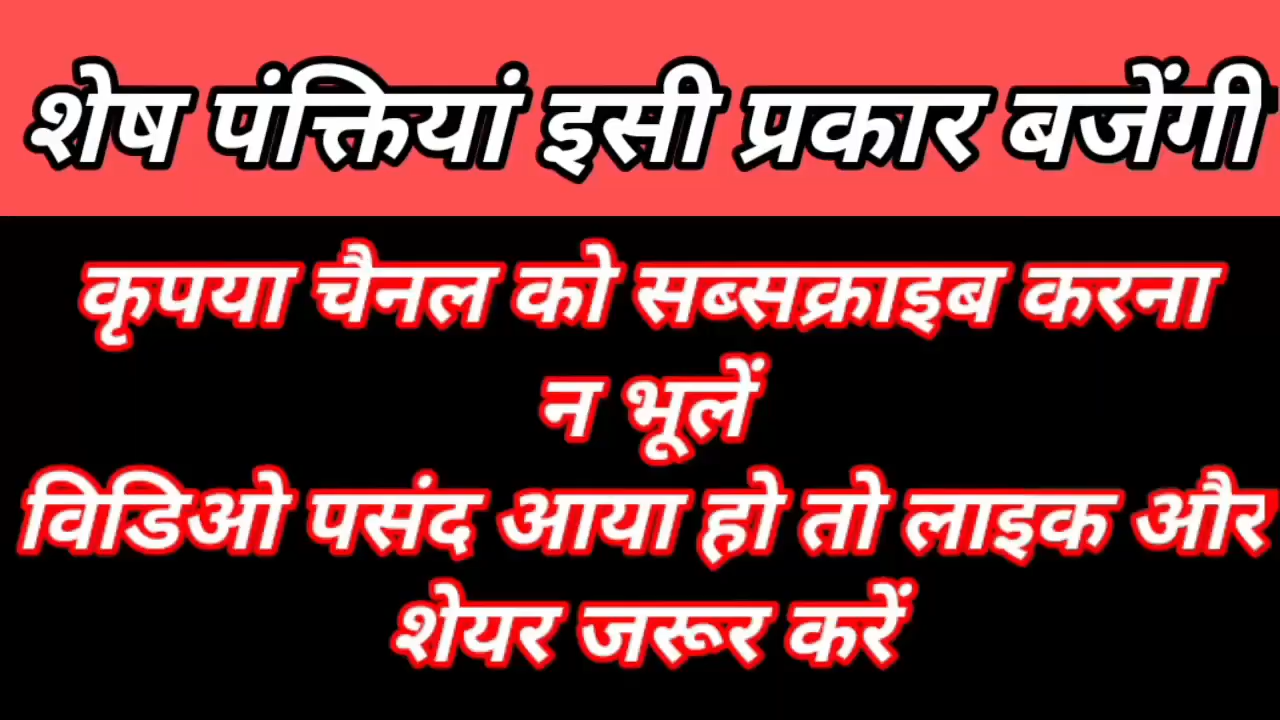 शेष पंक्तियां इसी प्रकार बजेंगी
कृपया चैनल को सब्सक्राइब करना
न भूलें
विडिओ पसंद आया हो तो लाइक और
शेयर जरूर करें